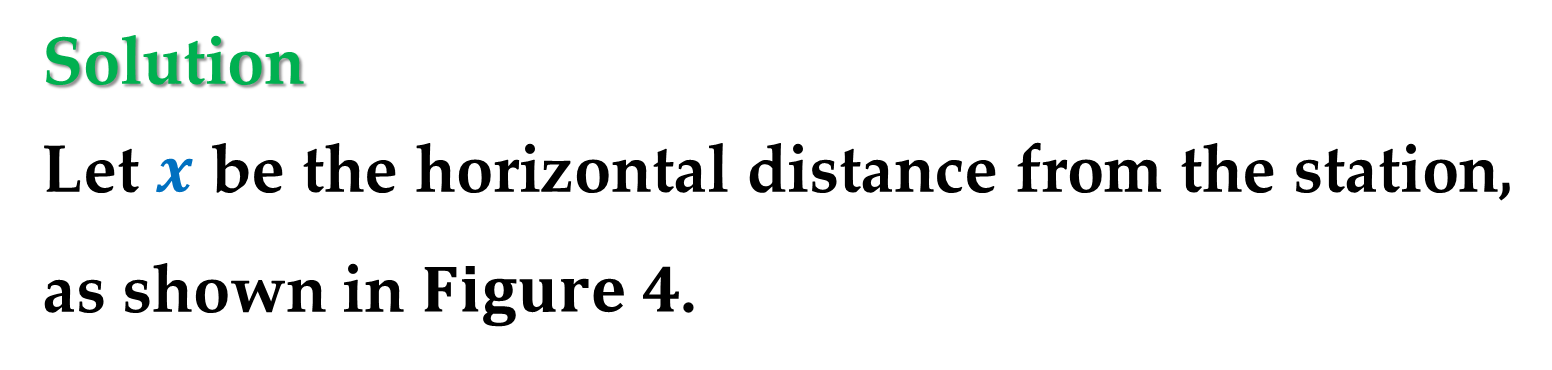 Solution
Let x be the horizontal distance from the station,
as shown in Figure 4.